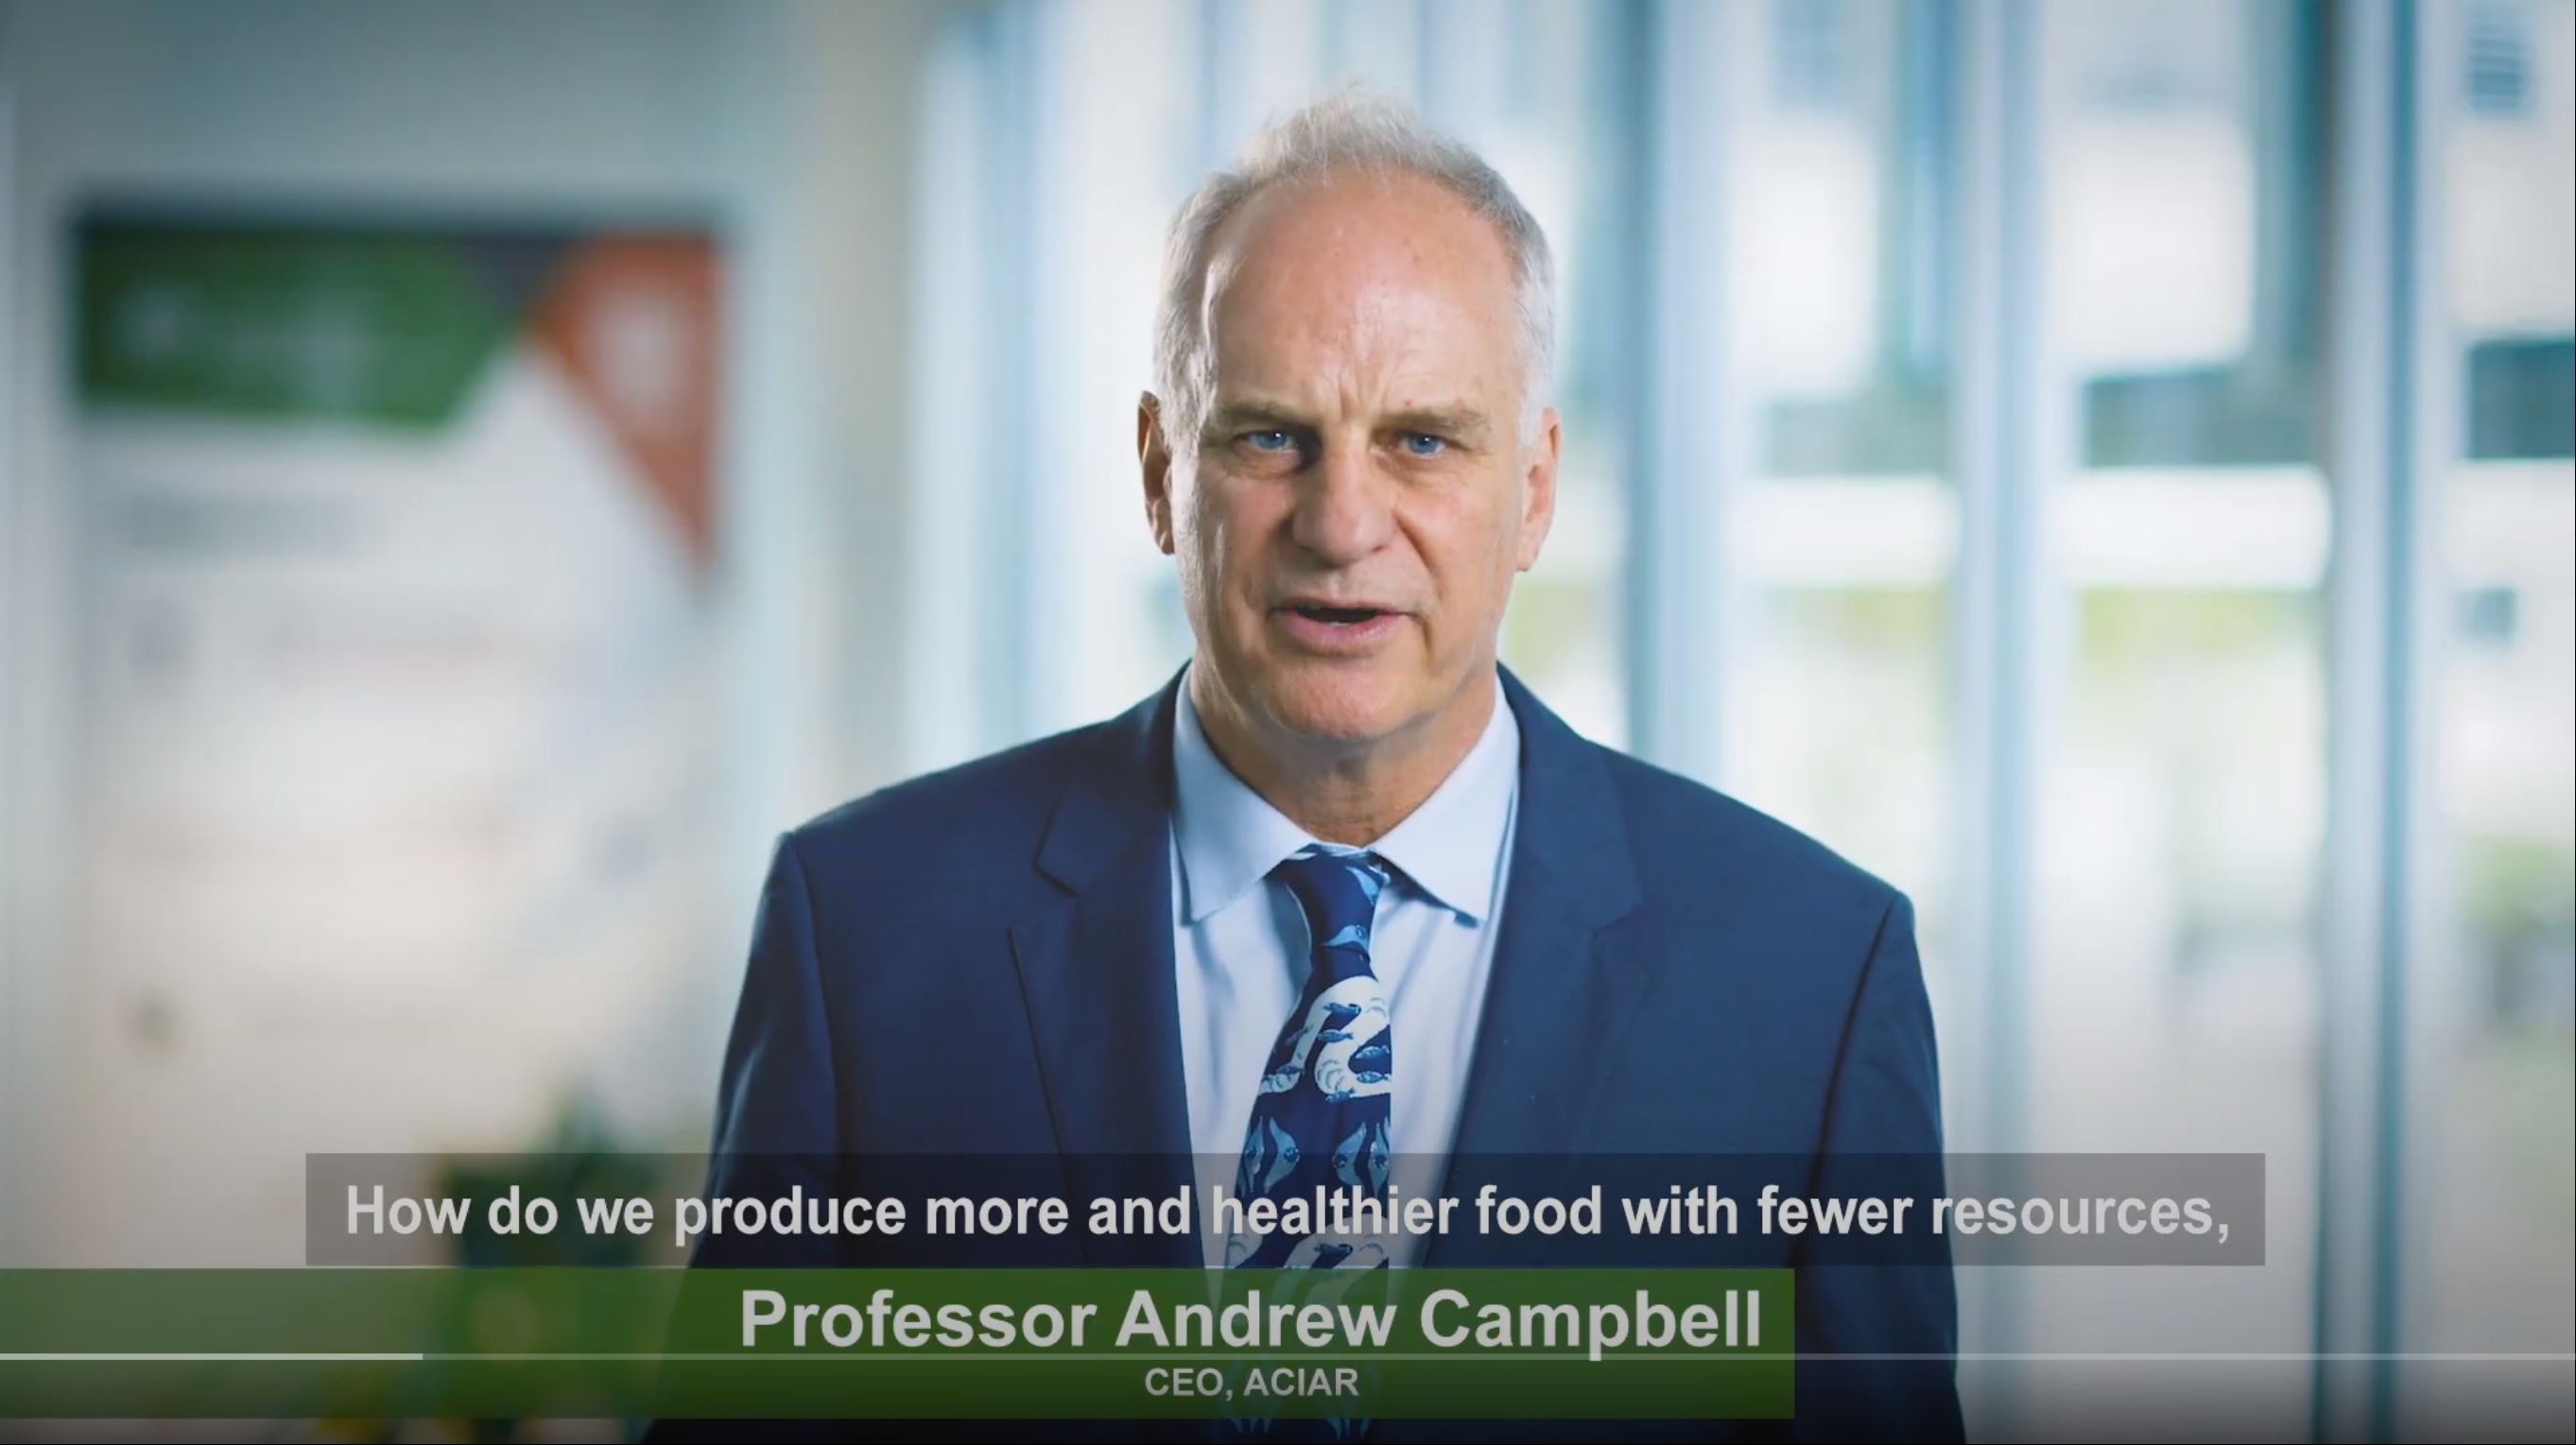 How do we produce more and healthier food with fewer resources,
Professor Andrew Campbell
CEO, ACIAR